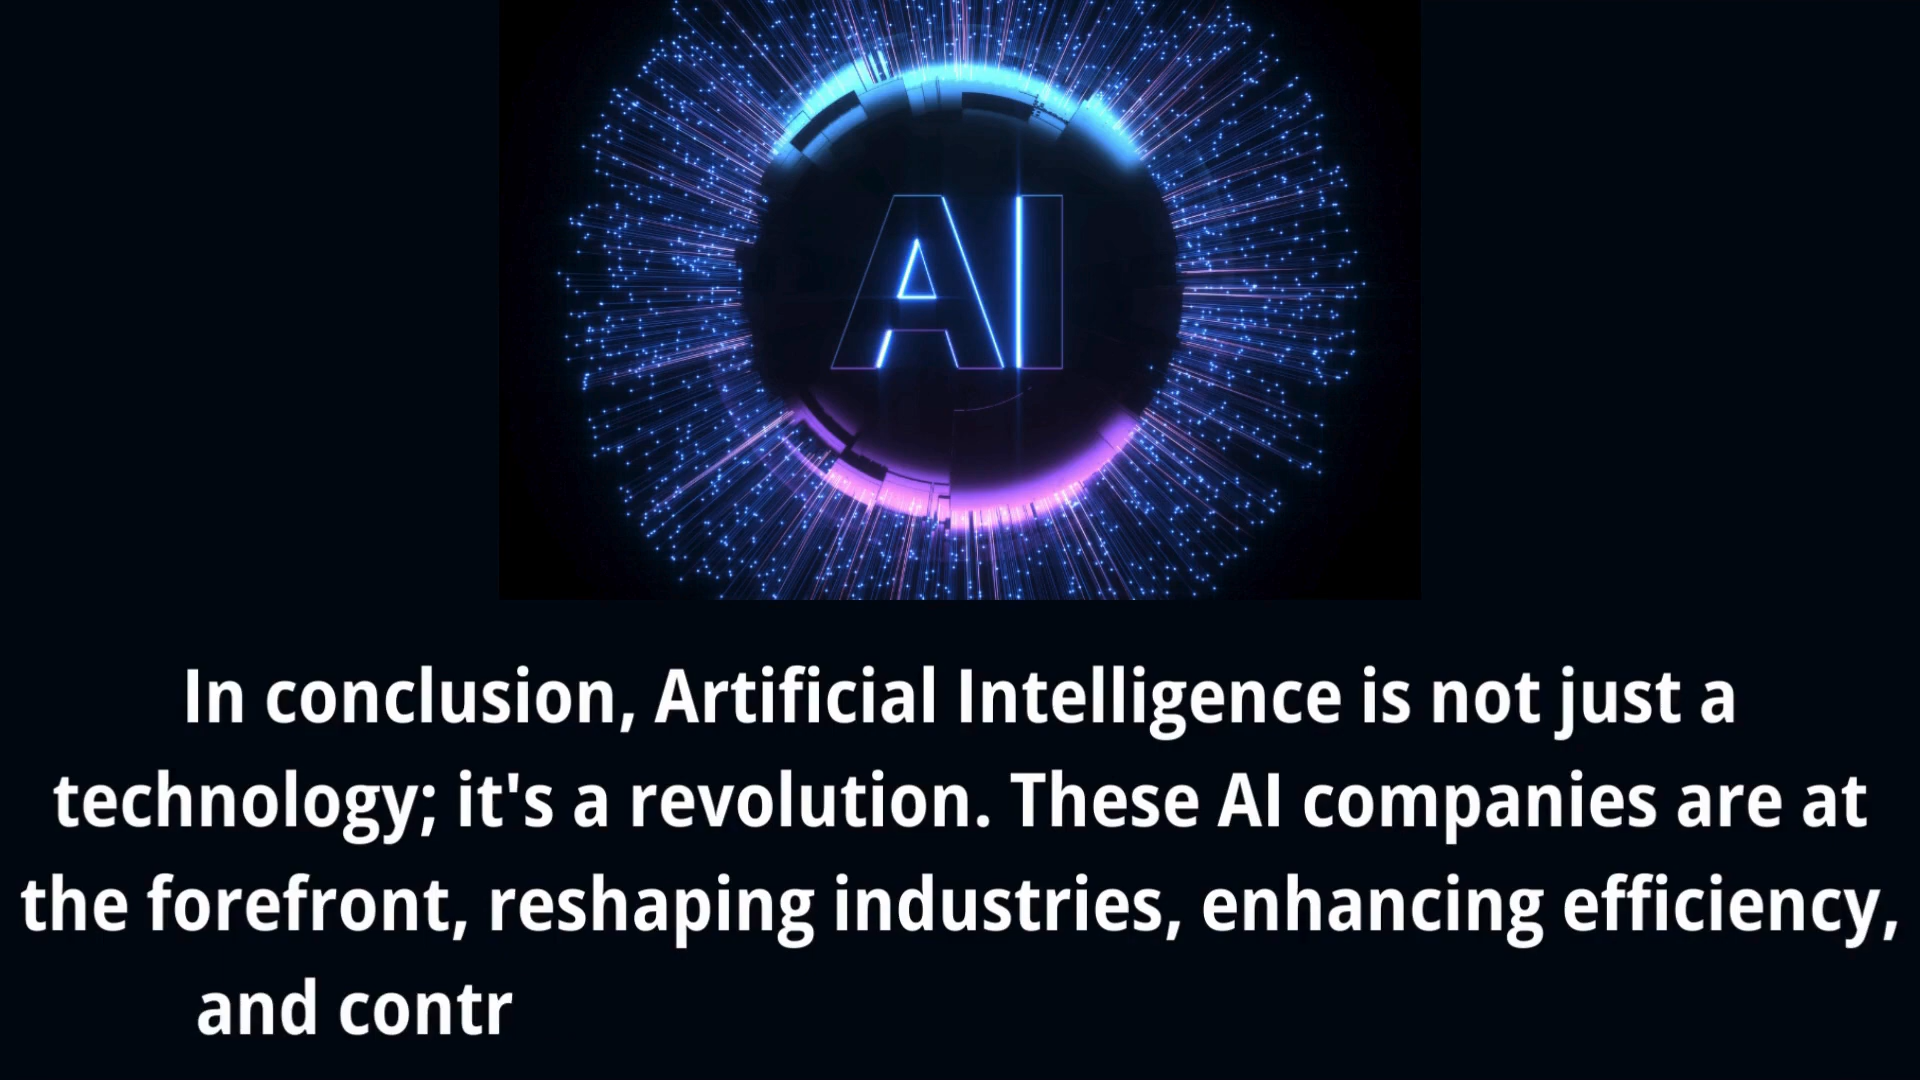 AI
In conclusion, Artificial Intelligence is not just a
technology; it's a revolution. These AI companies are at
the forefront, reshaping industries, enhancing efficiency,
and contr